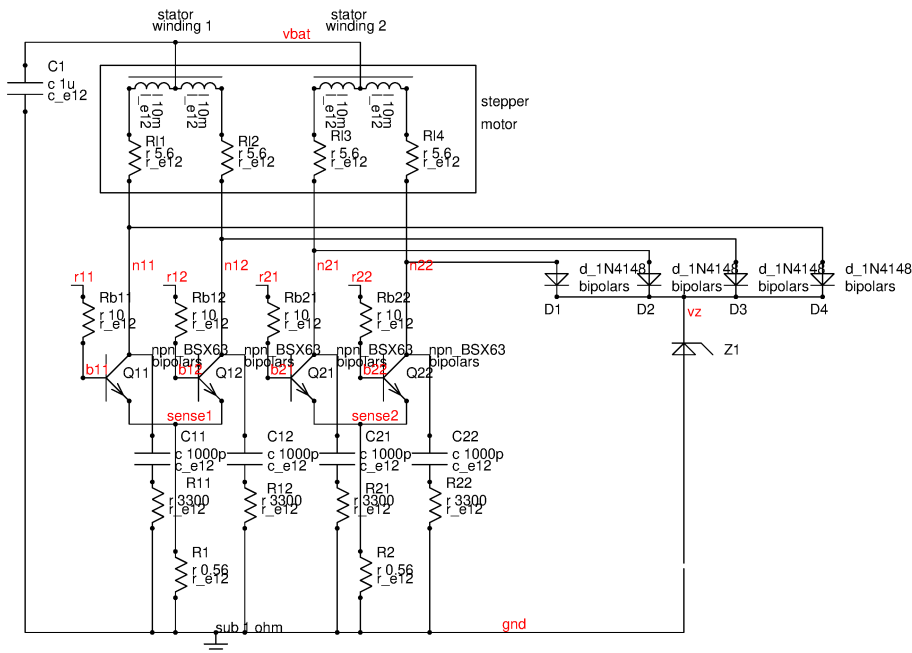 stator
winding 1
stator
winding 2
vbat
C1
c 1u
c_e12
l 10m
l_e12
l 10m
l_e12
l 10m
l_e12
l 10m
l_e12
stepper
motor
Rl1
r 5.6
r_e12
Rl2
r 5.6
r_e12
Rl3
r 5.6
r_e12
Rl4
r 5.6
r_e12
r11
n11
r12
n12
r21
n21
r22
n22
d_1N4148
bipolars
d_1N4148
bipolars
d_1N4148
bipolars
d_1N4148
bipolars
D1
D2
D3
D4
vz
Z1
Rb11
r 10
r_e12
Rb12
r 10
r_e12
Rb21
r 10
r_e12
Rb22
r 10
r_e12
npn_BSX63
bipolars
npn_BSX63
bipolars
npn_BSX63
bipolars
npn_BSX63
bipolars
b11
Q11
b12
Q12
b21
Q21
b22
Q22
sense1
sense2
C11
c 1000p
c_e12
C12
c 1000p
c_e12
C21
c 1000p
c_e12
C22
c 1000p
c_e12
R11
r 3300
r_e12
R12
r 3300
r_e12
R21
r 3300
r_e12
R22
r 3300
r_e12
R1
r 0.56
r_e12
R2
r 0.56
r_e12
sub 1 ohm
gnd